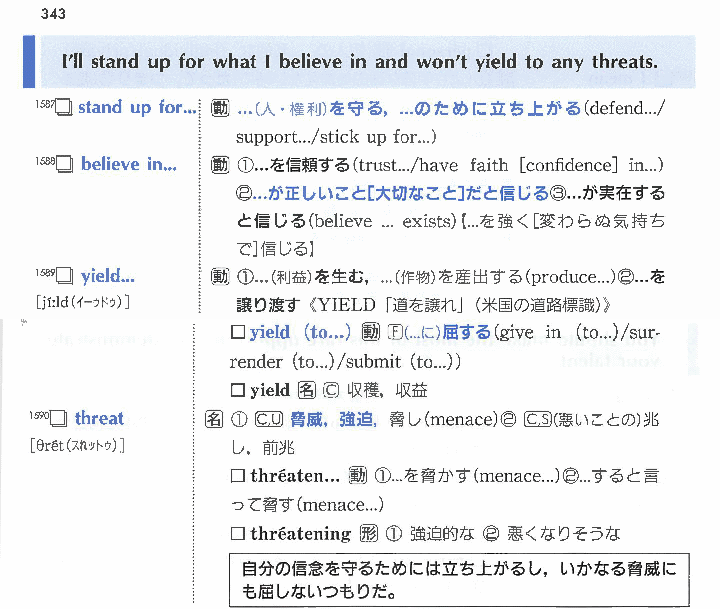 343
I'll stand up for what I believe in and won't yield to any threats.
1587 □ stand up for... 動 …(人・権利)を守る，…のために立ち上がる(defend.../
support.../stick up for...)
1588 □ believe in... 動 ①…を信頼する(trust.../have faith [confidence] in...)
②…が正しいこと[大切なこと]だと信じる③…が実在する
と信じる(believe ... exists)【…を強く[変わらぬ気持ち
で]信じる】
1589 □ yield... 動 ①…(利益)を生む，…(作物)を産出する(produce...)②…を
[jíːld(イーゥドゥ)] 譲り渡す《YIELD「道を譲れ」(米国の道路標識)》
□ yield (to...) 動 F(…に)屈する(give in (to...)/sur-
render (to...)/submit (to...))
□ yield 名 C 収穫，収益
1590 □ threat 名 ① C,U 脅威，強迫，脅し(menace)② C,S(悪いことの)兆
[θrét(スれットゥ)] し，前兆
□ thréaten... 動 ①…を脅かす(menace...)②…すると言
って脅す(menace...)
□ thréatening 形 ① 強迫的な ② 悪くなりそうな
自分の信念を守るためには立ち上がるし，いかなる脅威に
も屈しないつもりだ。